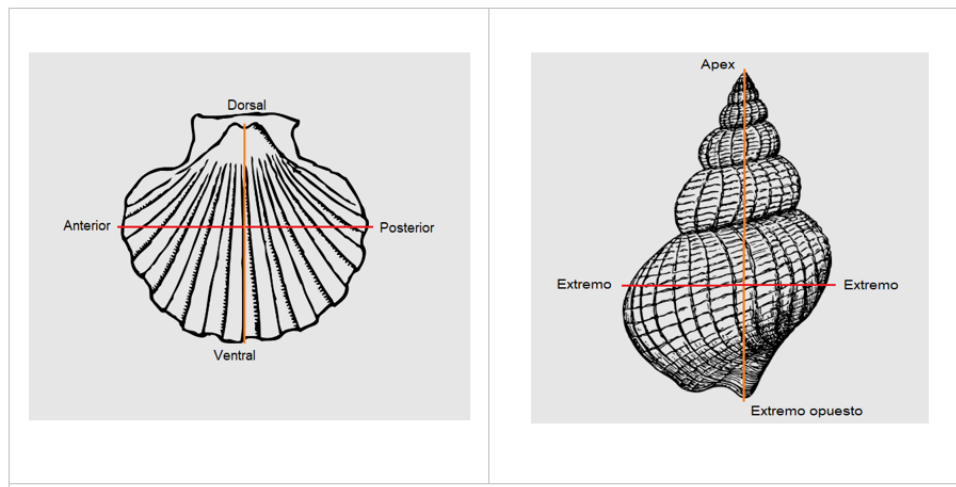 Dorsal
Anterior
Posterior
Ventral
Apex
Extremo
Extremo
Extremo opuesto